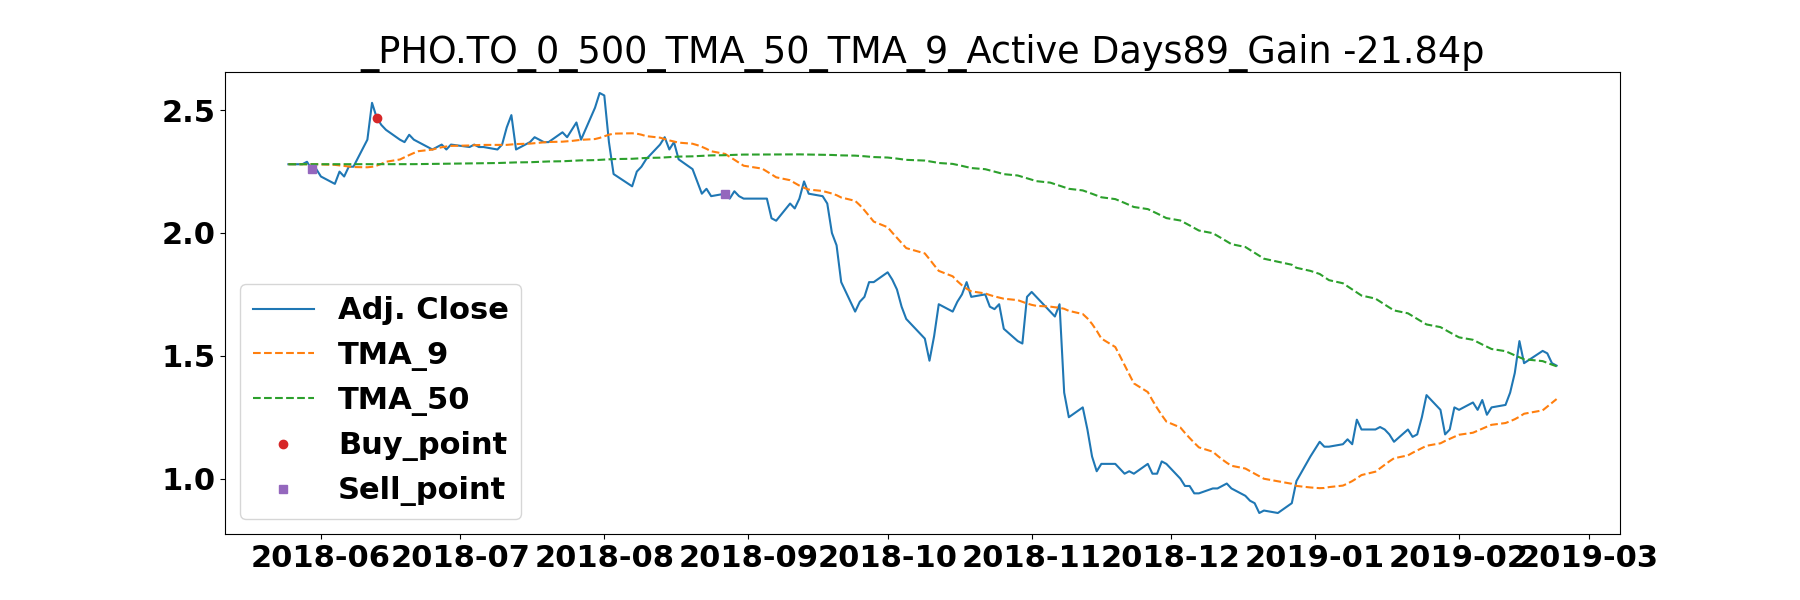 _PHO.TO_0_500_TMA_50_TMA_9_Active Days89_Gain -21.84p
2.5
2.0
1.5
1.0
Adj. Close
TMA_9
TMA_50
Buy_point
Sell_point
2018-06 2018-07 2018-08 2018-09 2018-10 2018-11 2018-12 2019-01 2019-02 2019-03